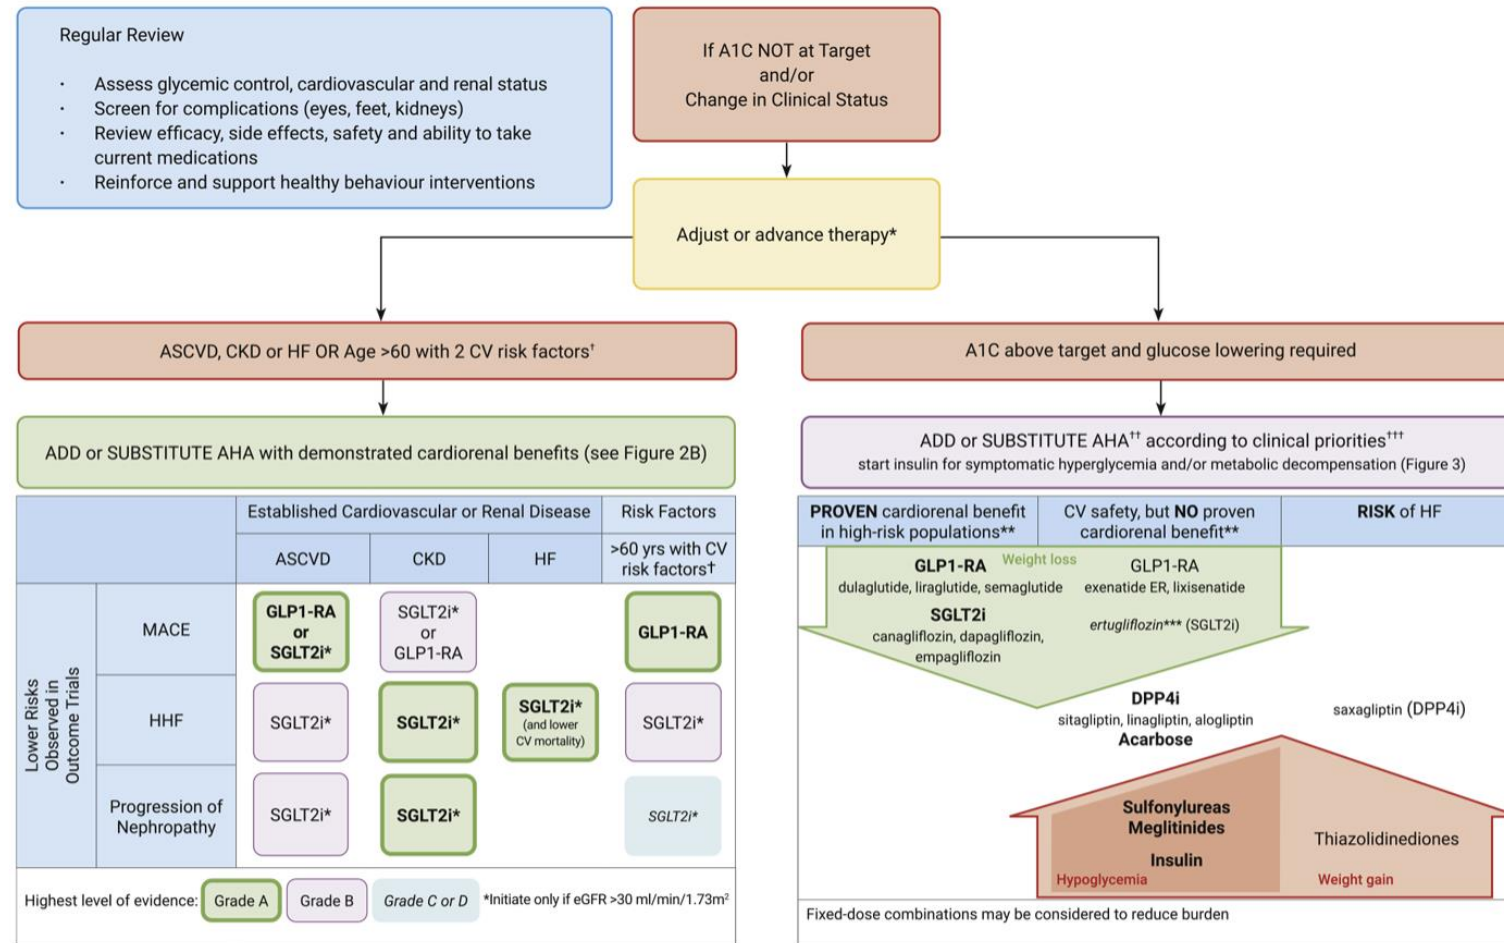 Regular Review
· Assess glycemic control, cardiovascular and renal status
· Screen for complications (eyes, feet, kidneys)
· Review efficacy, side effects, safety and ability to take
current medications
· Reinforce and support healthy behaviour interventions
If A1C NOT at Target
and/or
Change in Clinical Status
Adjust or advance therapy*
ASCVD, CKD or HF OR Age >60 with 2 CV risk factors†
ADD or SUBSTITUTE AHA with demonstrated cardiorenal benefits (see Figure 2B)
Established Cardiovascular or Renal Disease
Risk Factors
ASCVD
CKD
HF
>60 yrs with CV
risk factors†
Lower Risks
Observed in
Outcome Trials
MACE
GLP1-RA
or
SGLT2i*
SGLT2i*
or
GLP1-RA
GLP1-RA
HHF
SGLT2i*
SGLT2i*
SGLT2i*
(and lower
CV mortality)
SGLT2i*
Progression of
Nephropathy
SGLT2i*
SGLT2i*
SGLT2i*
Highest level of evidence:
Grade A
Grade B
Grade C or D
*Initiate only if eGFR >30 ml/min/1.73m²
A1C above target and glucose lowering required
ADD or SUBSTITUTE AHA†† according to clinical priorities†††
start insulin for symptomatic hyperglycemia and/or metabolic decompensation (Figure 3)
PROVEN cardiorenal benefit
in high-risk populations**
CV safety, but NO proven
cardiorenal benefit**
RISK of HF
Weight loss
GLP1-RA
dulaglutide, liraglutide, semaglutide
SGLT2i
canagliflozin, dapagliflozin,
empagliflozin
GLP1-RA
exenatide ER, lixisenatide
ertugliflozin*** (SGLT2i)
DPP4i
sitagliptin, linagliptin, alogliptin
Acarbose
saxagliptin (DPP4i)
Sulfonylureas
Meglitinides
Insulin
Hypoglycemia
Thiazolidinediones
Weight gain
Fixed-dose combinations may be considered to reduce burden